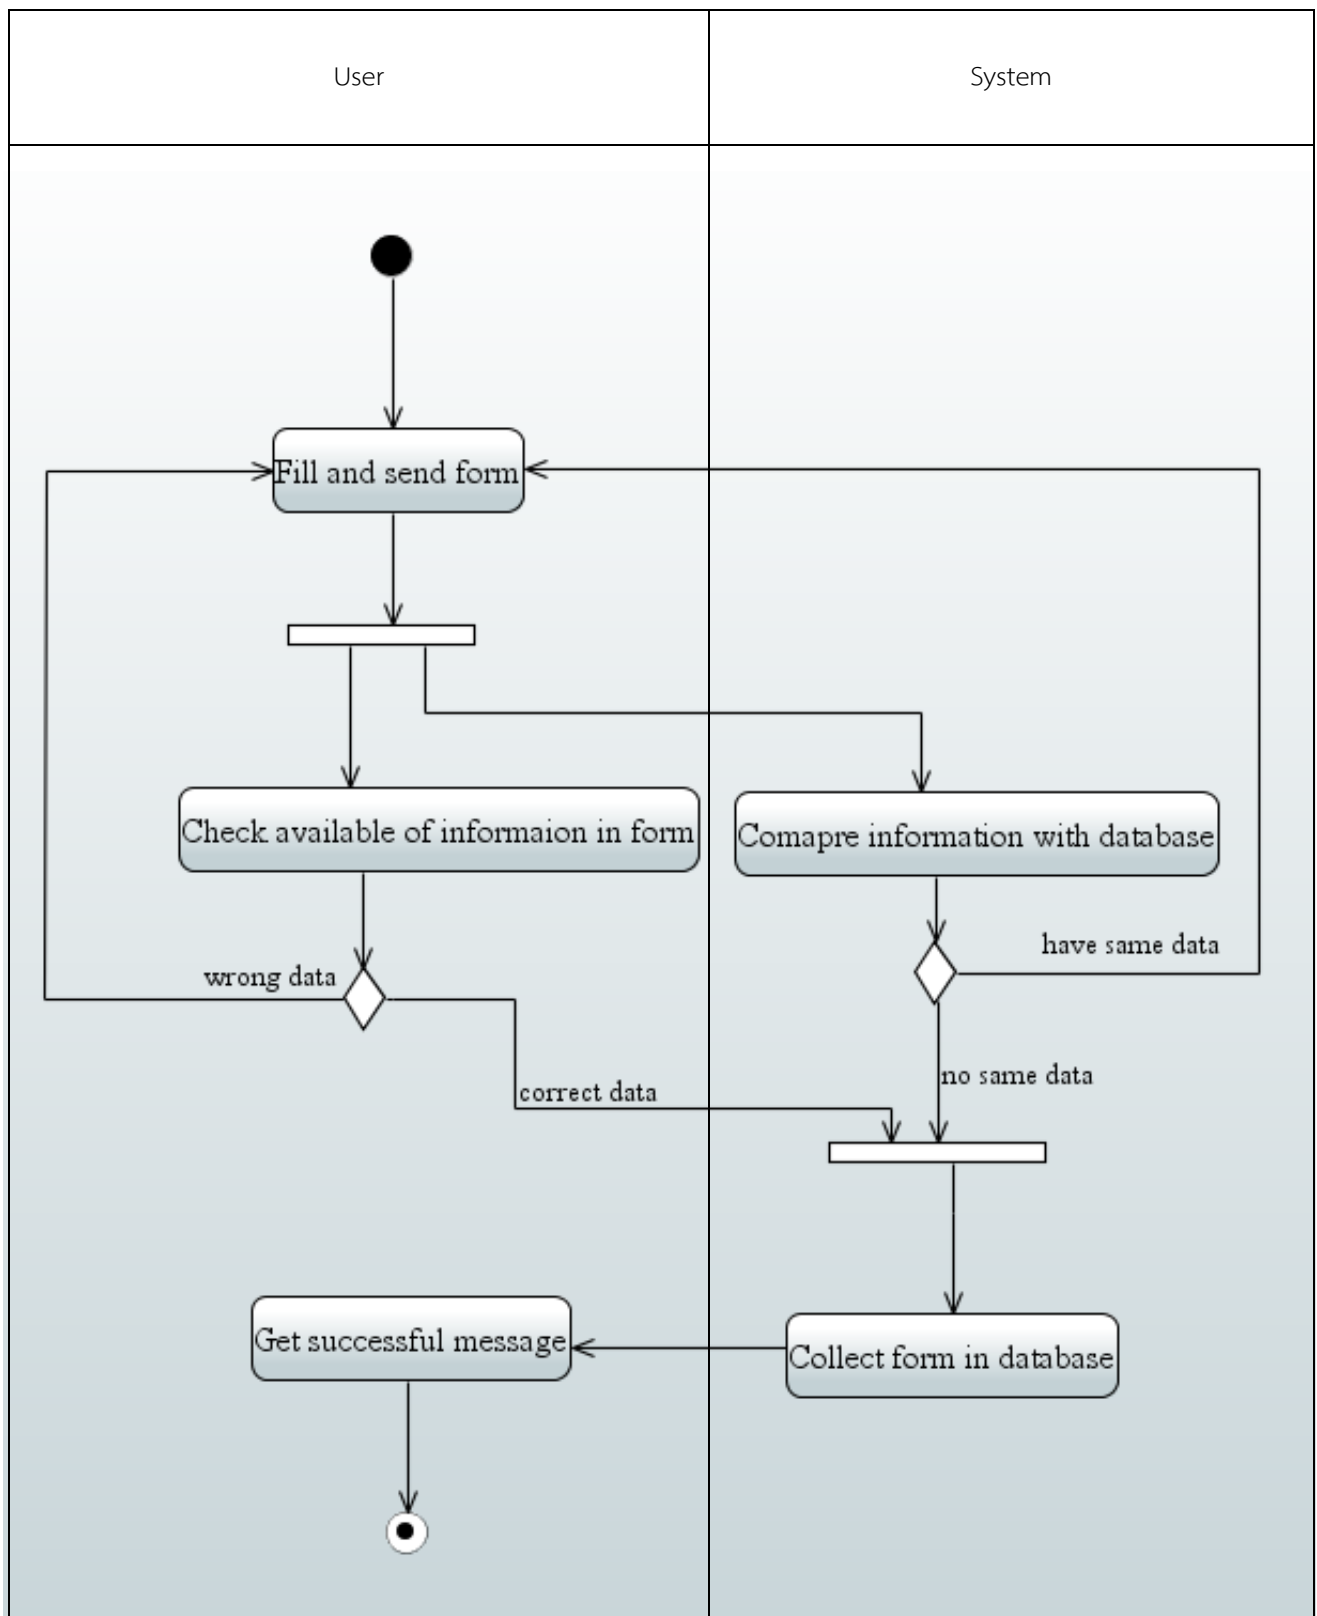 User
System
Fill and send form
Check available of informaion in form
Comapre information with database
have same data
wrong data
no same data
correct data
Get successful message
Collect form in database